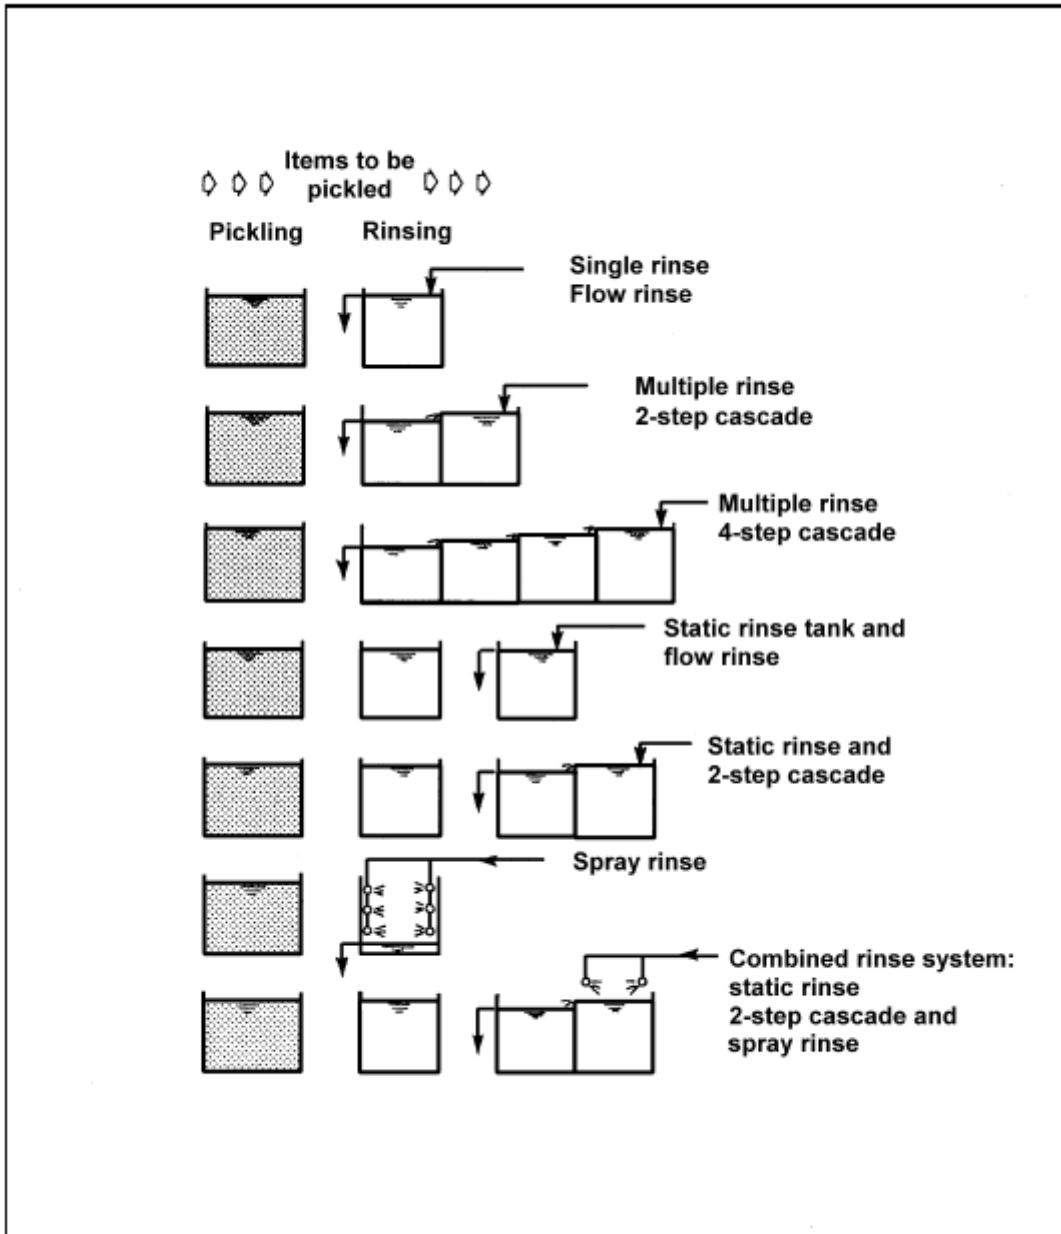 Items to be
pickled
Pickling
Rinsing
Single rinse
Flow rinse
Multiple rinse
2-step cascade
Multiple rinse
4-step cascade
Static rinse tank and
flow rinse
Static rinse and
2-step cascade
Spray rinse
Combined rinse system:
static rinse
2-step cascade and
spray rinse